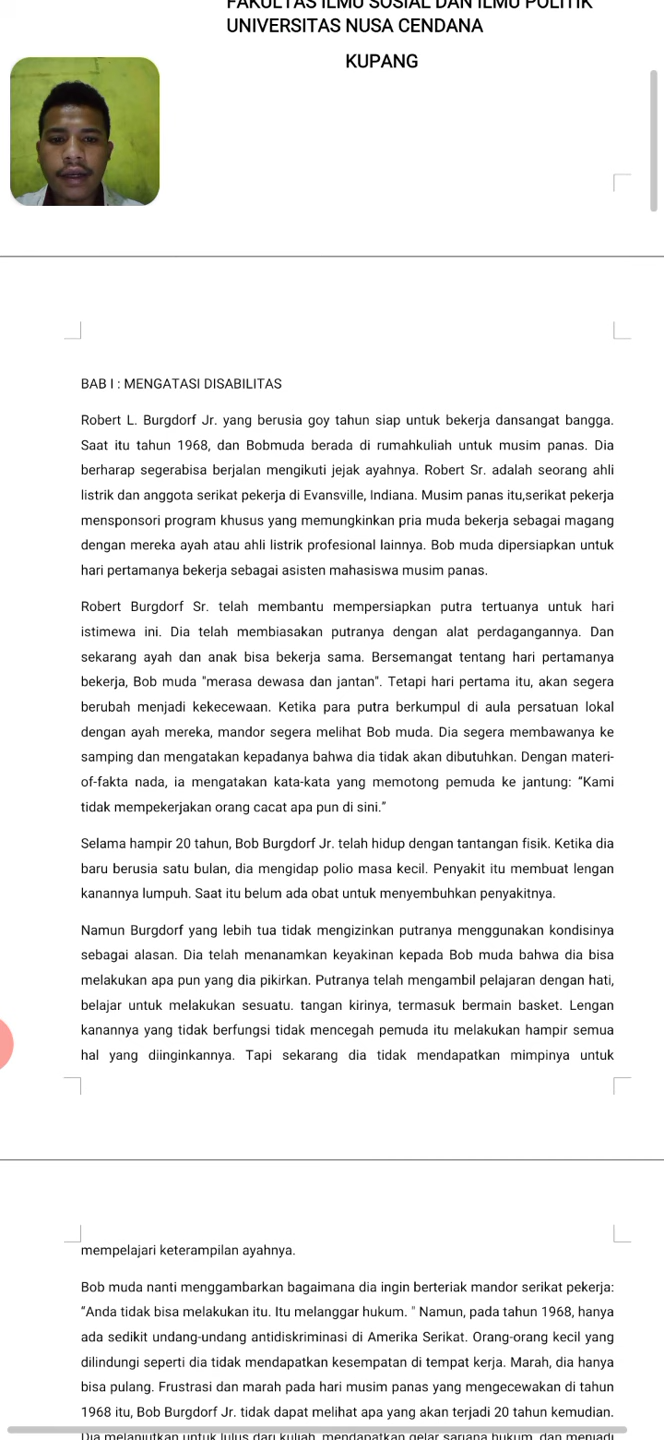 FAKULTAS ILMU SOSIAL DAN ILMU POLITIK
UNIVERSITAS NUSA CENDANA
KUPANG
BAB I : MENGATASI DISABILITAS
Robert L. Burgdorf Jr. yang berusia goy tahun siap untuk bekerja dansangat bangga.
Saat itu tahun 1968, dan Bobmuda berada di rumahkuliah untuk musim panas. Dia
berharap segerabisa berjalan mengikuti jejak ayahnya. Robert Sr. adalah seorang ahli
listrik dan anggota serikat pekerja di Evansville, Indiana. Musim panas itu,serikat pekerja
mensponsori program khusus yang memungkinkan pria muda bekerja sebagai magang
dengan mereka ayah atau ahli listrik profesional lainnya. Bob muda dipersiapkan untuk
hari pertamanya bekerja sebagai asisten mahasiswa musim panas.
Robert Burgdorf Sr. telah membantu mempersiapkan putra tertuanya untuk hari
istimewa ini. Dia telah membiasakan putranya dengan alat perdagangannya. Dan
sekarang ayah dan anak bisa bekerja sama. Bersemangat tentang hari pertamanya
bekerja, Bob muda "merasa dewasa dan jantan". Tetapi hari pertama itu, akan segera
berubah menjadi kekecewaan. Ketika para putra berkumpul di aula persatuan lokal
dengan ayah mereka, mandor segera melihat Bob muda. Dia segera membawanya ke
samping dan mengatakan kepadanya bahwa dia tidak akan dibutuhkan. Dengan materi-
of-fakta nada, ia mengatakan kata-kata yang memotong pemuda ke jantung: “Kami
tidak mempekerjakan orang cacat apa pun di sini.”
Selama hampir 20 tahun, Bob Burgdorf Jr. telah hidup dengan tantangan fisik. Ketika dia
baru berusia satu bulan, dia mengidap polio masa kecil. Penyakit itu membuat lengan
kanannya lumpuh. Saat itu belum ada obat untuk menyembuhkan penyakitnya.
Namun Burgdorf yang lebih tua tidak mengizinkan putranya menggunakan kondisinya
sebagai alasan. Dia telah menanamkan keyakinan kepada Bob muda bahwa dia bisa
melakukan apa pun yang dia pikirkan. Putranya telah mengambil pelajaran dengan hati,
belajar untuk melakukan sesuatu. tangan kirinya, termasuk bermain basket. Lengan
kanannya yang tidak berfungsi tidak mencegah pemuda itu melakukan hampir semua
hal yang diinginkannya. Tapi sekarang dia tidak mendapatkan mimpinya untuk
mempelajari keterampilan ayahnya.
Bob muda nanti menggambarkan bagaimana dia ingin berteriak mandor serikat pekerja:
“Anda tidak bisa melakukan itu. Itu melanggar hukum. " Namun, pada tahun 1968, hanya
ada sedikit undang-undang antidiskriminasi di Amerika Serikat. Orang-orang kecil yang
dilindungi seperti dia tidak mendapatkan kesempatan di tempat kerja. Marah, dia hanya
bisa pulang. Frustrasi dan marah pada hari musim panas yang mengecewakan di tahun
1968 itu, Bob Burgdorf Jr. tidak dapat melihat apa yang akan terjadi 20 tahun kemudian.
Dia melanjutkan untuk lulus dari kuliah, mendapatkan gelar sarjana hukum, dan menjadi